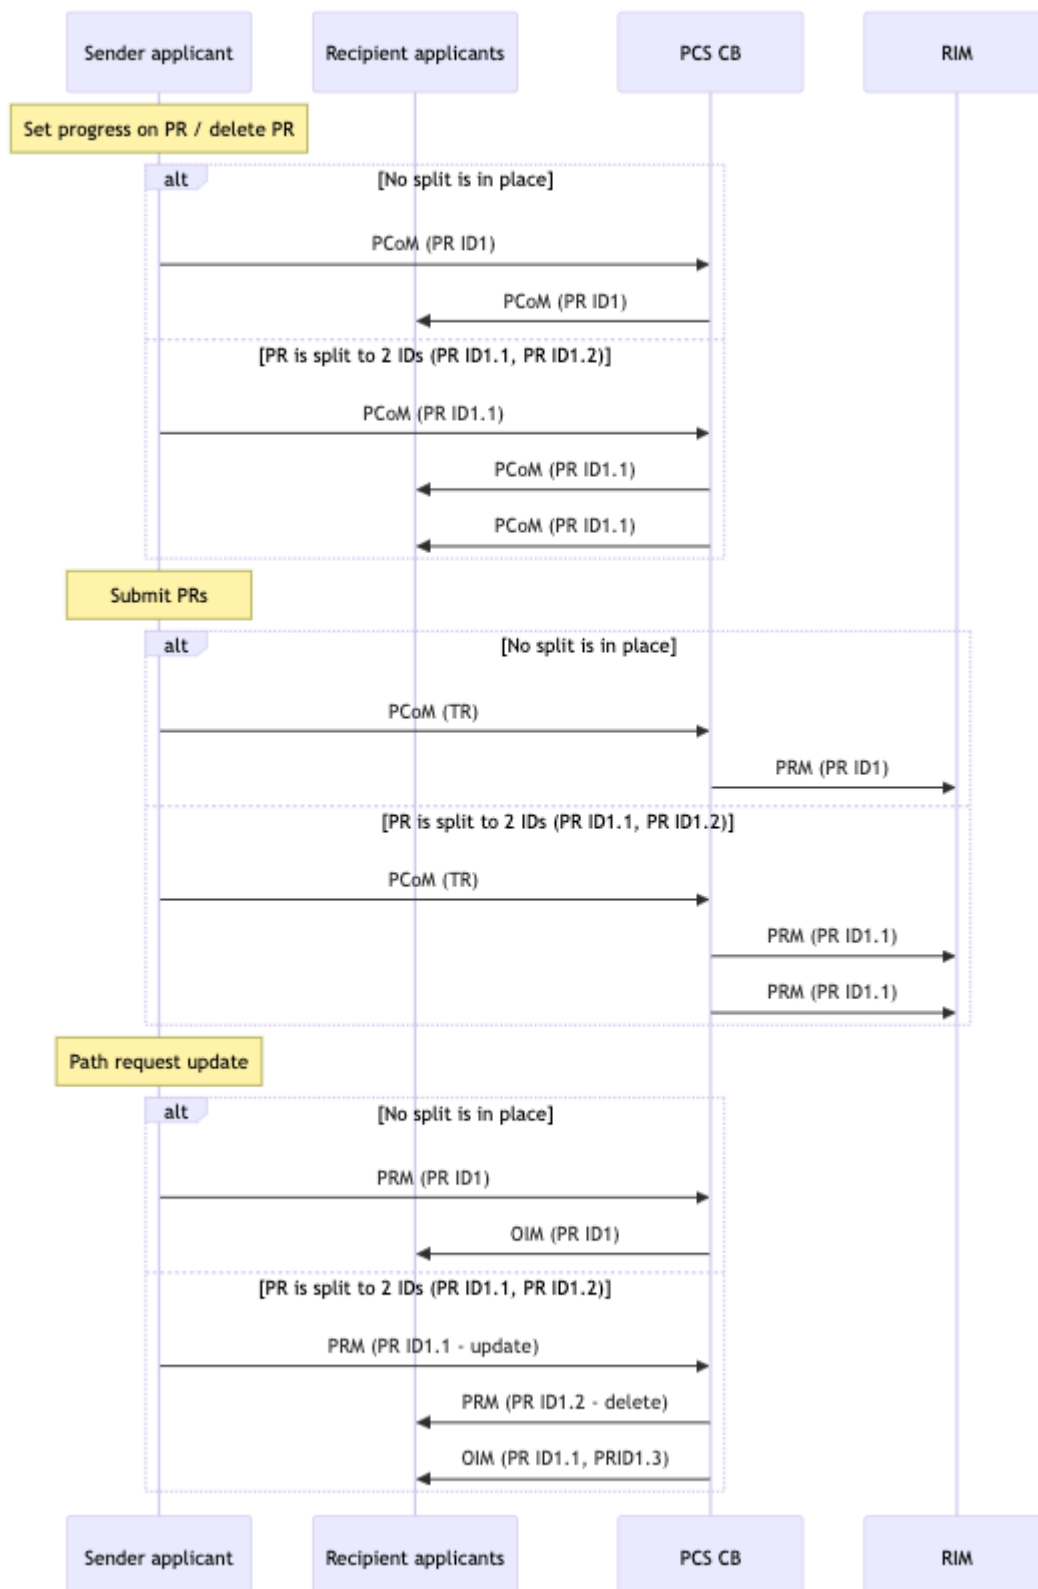 Sender applicant
Recipient applicants
PCS CB
RIM
Set progress on PR / delete PR
alt
[No split is in place]
PCoM (PR ID1)
PCoM (PR ID1)
[PR is split to 2 IDs (PR ID1.1, PR ID1.2)]
PCoM (PR ID1.1)
PCoM (PR ID1.1)
PCoM (PR ID1.1)
Submit PRs
alt
[No split is in place]
PCoM (TR)
PRM (PR ID1)
[PR is split to 2 IDs (PR ID1.1, PR ID1.2)]
PCoM (TR)
PRM (PR ID1.1)
PRM (PR ID1.1)
Path request update
alt
[No split is in place]
PRM (PR ID1)
OIM (PR ID1)
[PR is split to 2 IDs (PR ID1.1, PR ID1.2)]
PRM (PR ID1.1 - update)
PRM (PR ID1.2 - delete)
OIM (PR ID1.1, PRID1.3)
Sender applicant
Recipient applicants
PCS CB
RIM